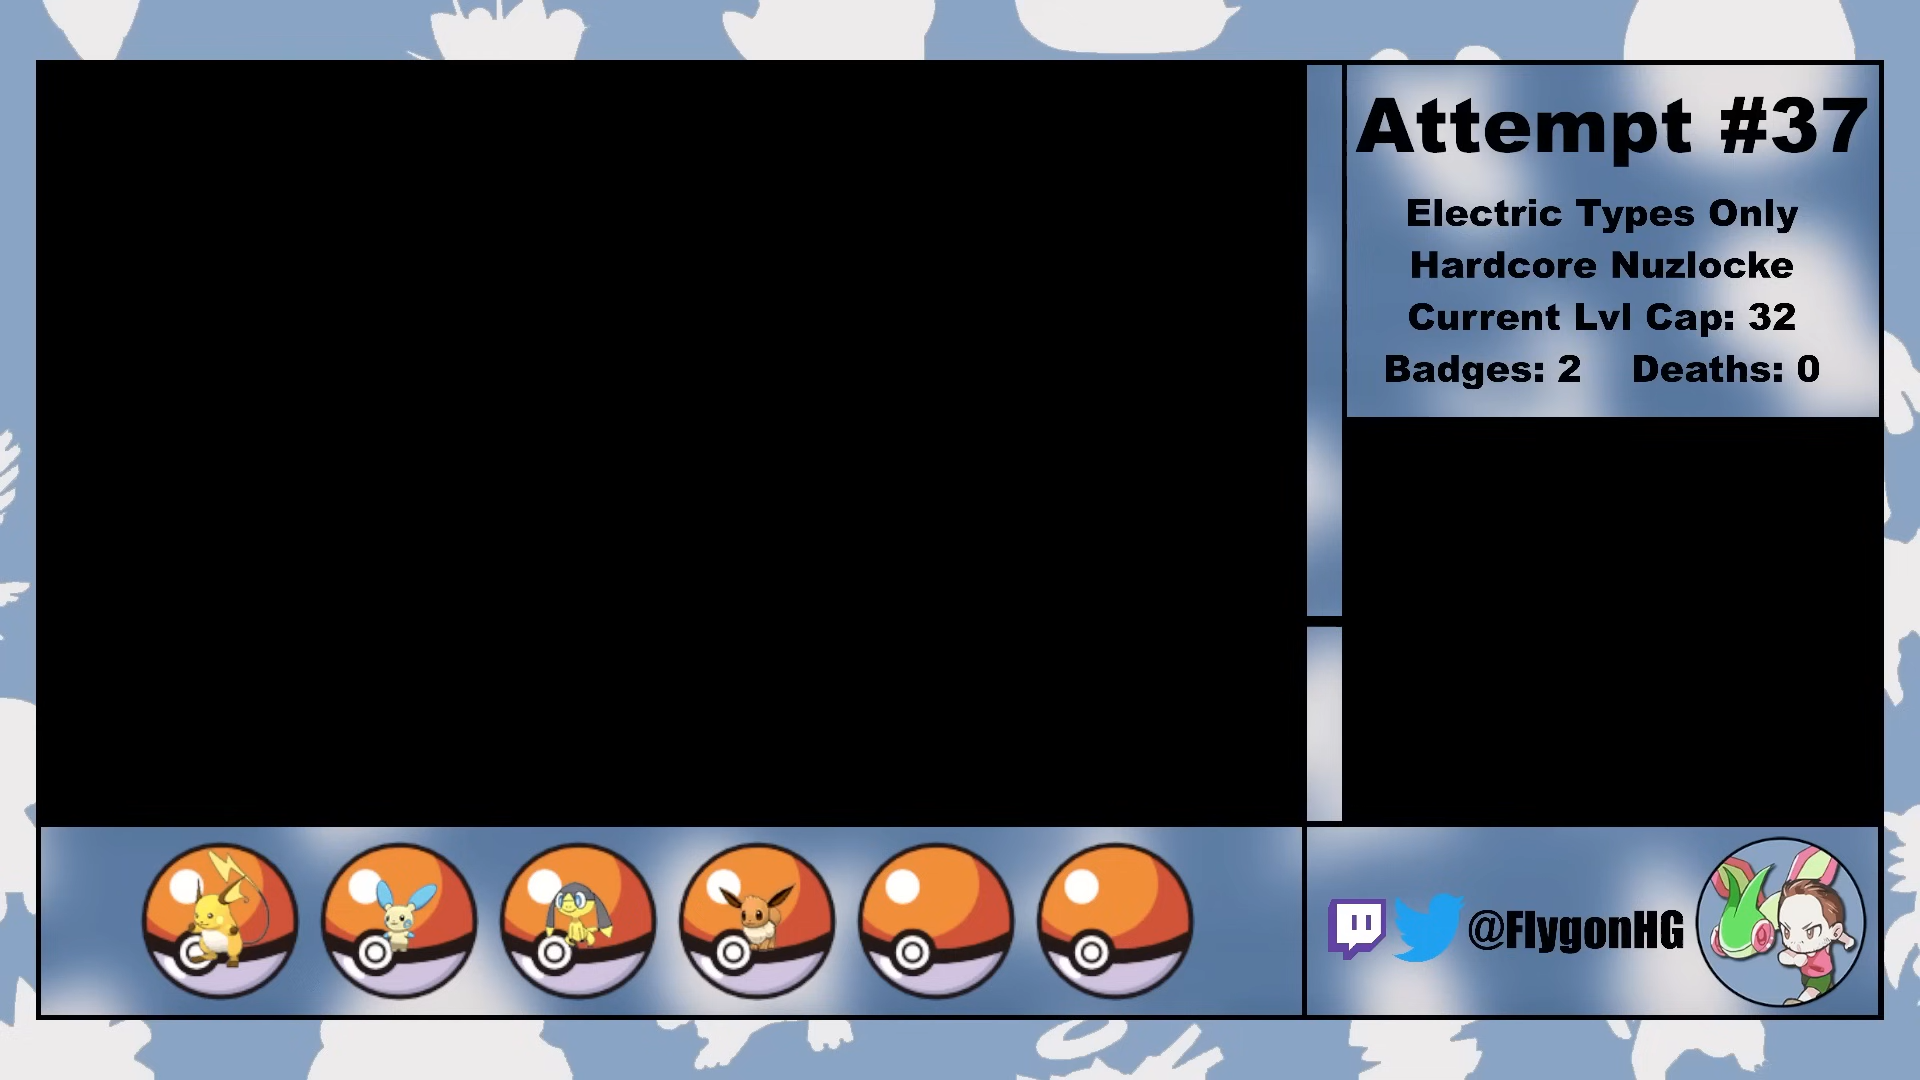 Attempt #37
Electric Types Only
Hardcore Nuzlocke
Current Lvl Cap: 32
Badges: 2 Deaths: 0
@FlygonHG